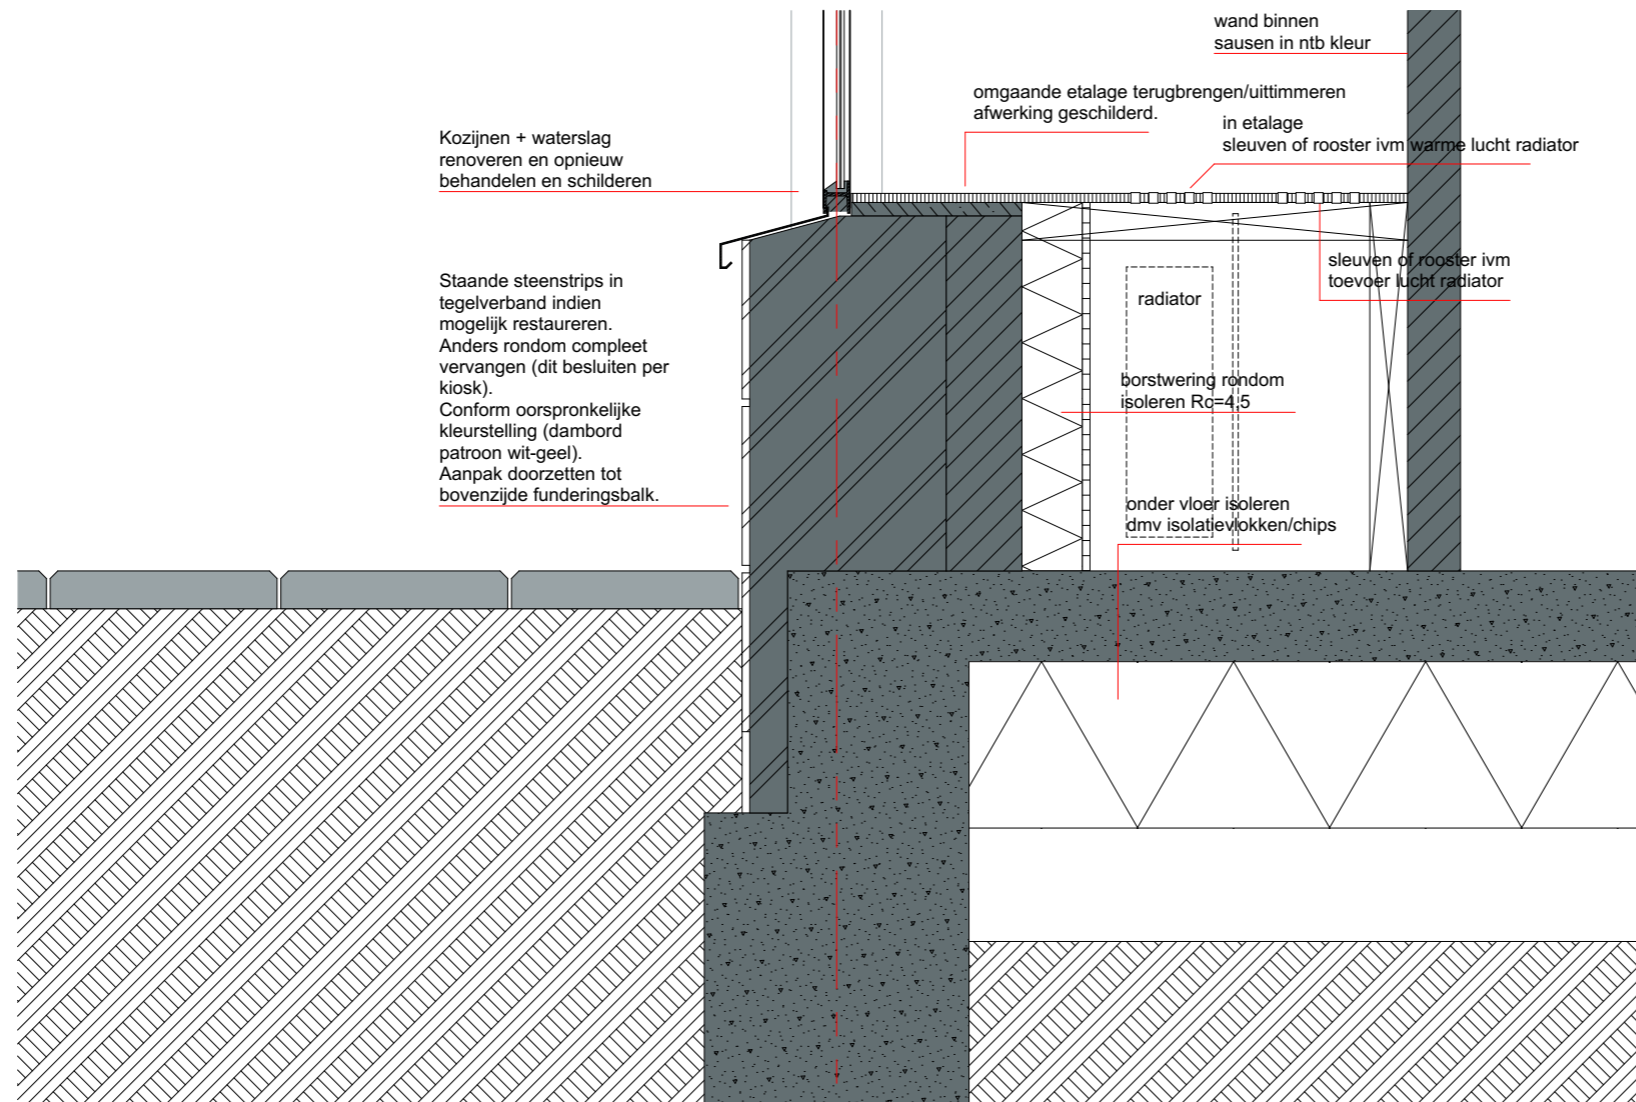 wand binnen
sausen in ntb kleur
omgaande etalage terugbrengen/uittimmeren
afwerking geschilderd.
in etalage
sleuven of rooster ivm warme lucht radiator
Kozijnen + waterslag
renoveren en opnieuw
behandelen en schilderen
sleuven of rooster ivm
toevoer lucht radiator
Staande steenstrips in
tegelverband indien
mogelijk restaureren.
Anders rondom compleet
vervangen (dit besluiten per
kiosk).
Conform oorspronkelijke
kleurstelling (dambord
patroon wit-geel).
Aanpak doorzetten tot
bovenzijde funderingsbalk.
radiator
borstwering rondom
isoleren Rc=4,5
onder vloer isoleren
dmv isolatievlokken/chips